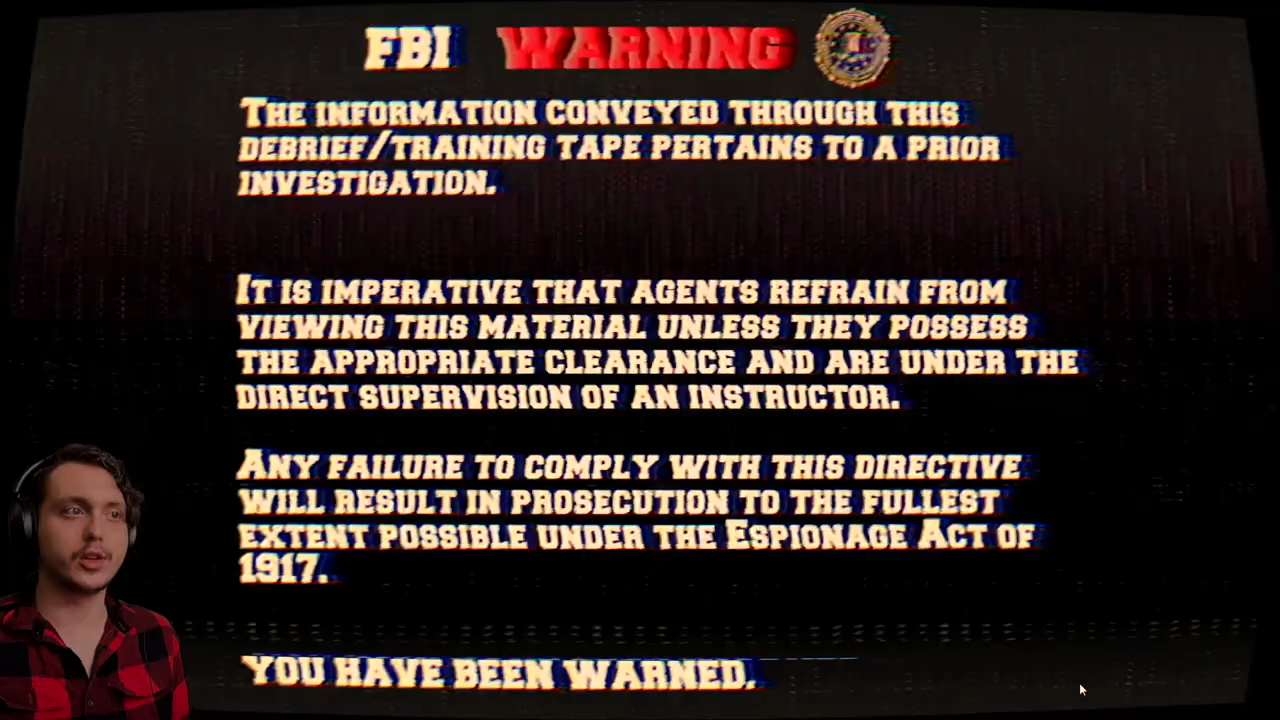 FBI WARNING
The information conveyed through this
debrief/training tape pertains to a prior
investigation.
It is imperative that agents refrain from
viewing this material unless they possess
the appropriate clearance and are under the
direct supervision of an instructor.
Any failure to comply with this directive
will result in prosecution to the fullest
extent possible under the Espionage Act of
1917.
You have been warned.